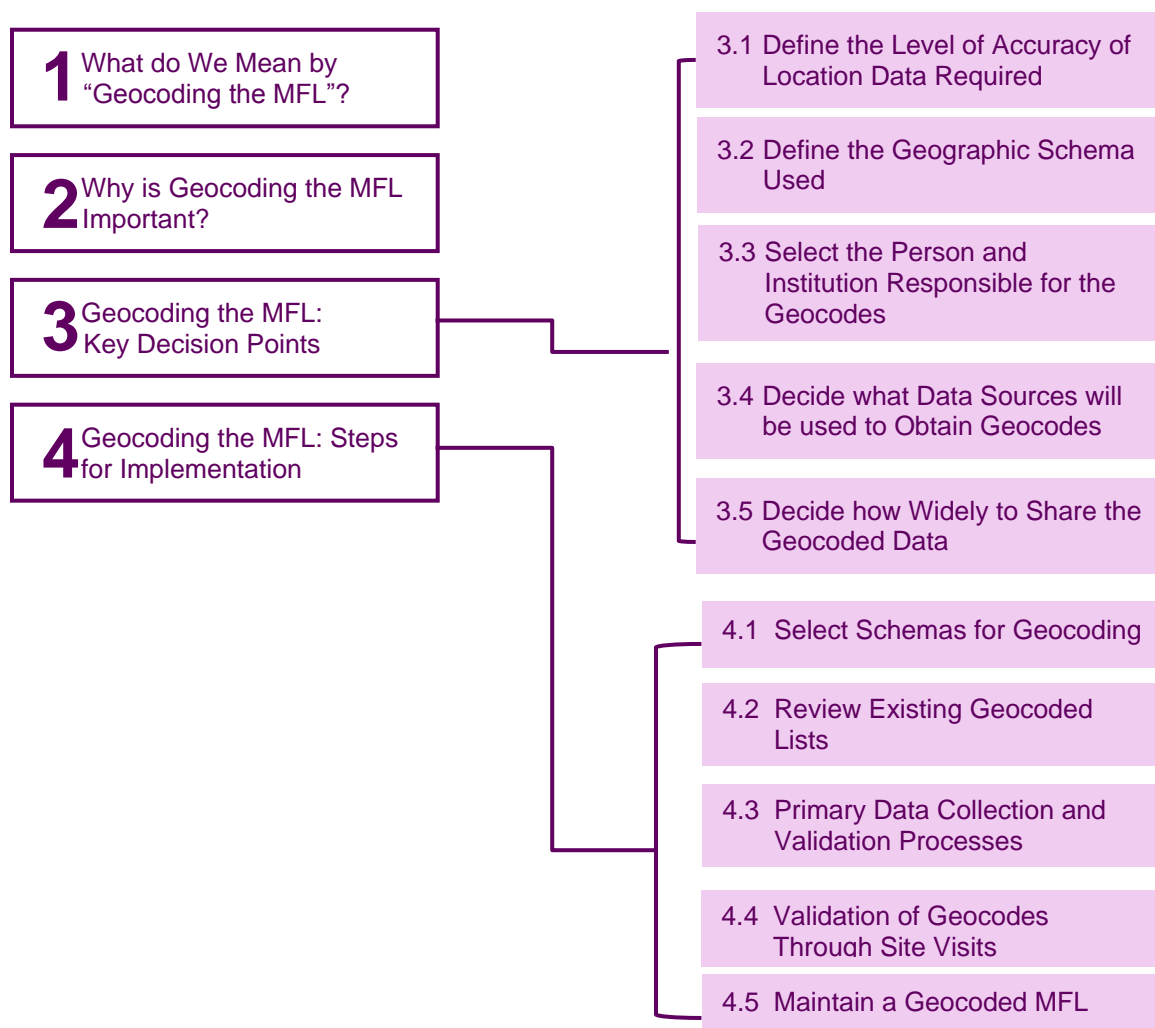 1 What do We Mean by
“Geocoding the MFL”?
2 Why is Geocoding the MFL
Important?
3 Geocoding the MFL:
Key Decision Points
4 Geocoding the MFL: Steps
for Implementation
3.1 Define the Level of Accuracy of
Location Data Required
3.2 Define the Geographic Schema
Used
3.3 Select the Person and
Institution Responsible for the
Geocodes
3.4 Decide what Data Sources will
be used to Obtain Geocodes
3.5 Decide how Widely to Share the
Geocoded Data
4.1 Select Schemas for Geocoding
4.2 Review Existing Geocoded
Lists
4.3 Primary Data Collection and
Validation Processes
4.4 Validation of Geocodes
Through Site Visits
4.5 Maintain a Geocoded MFL